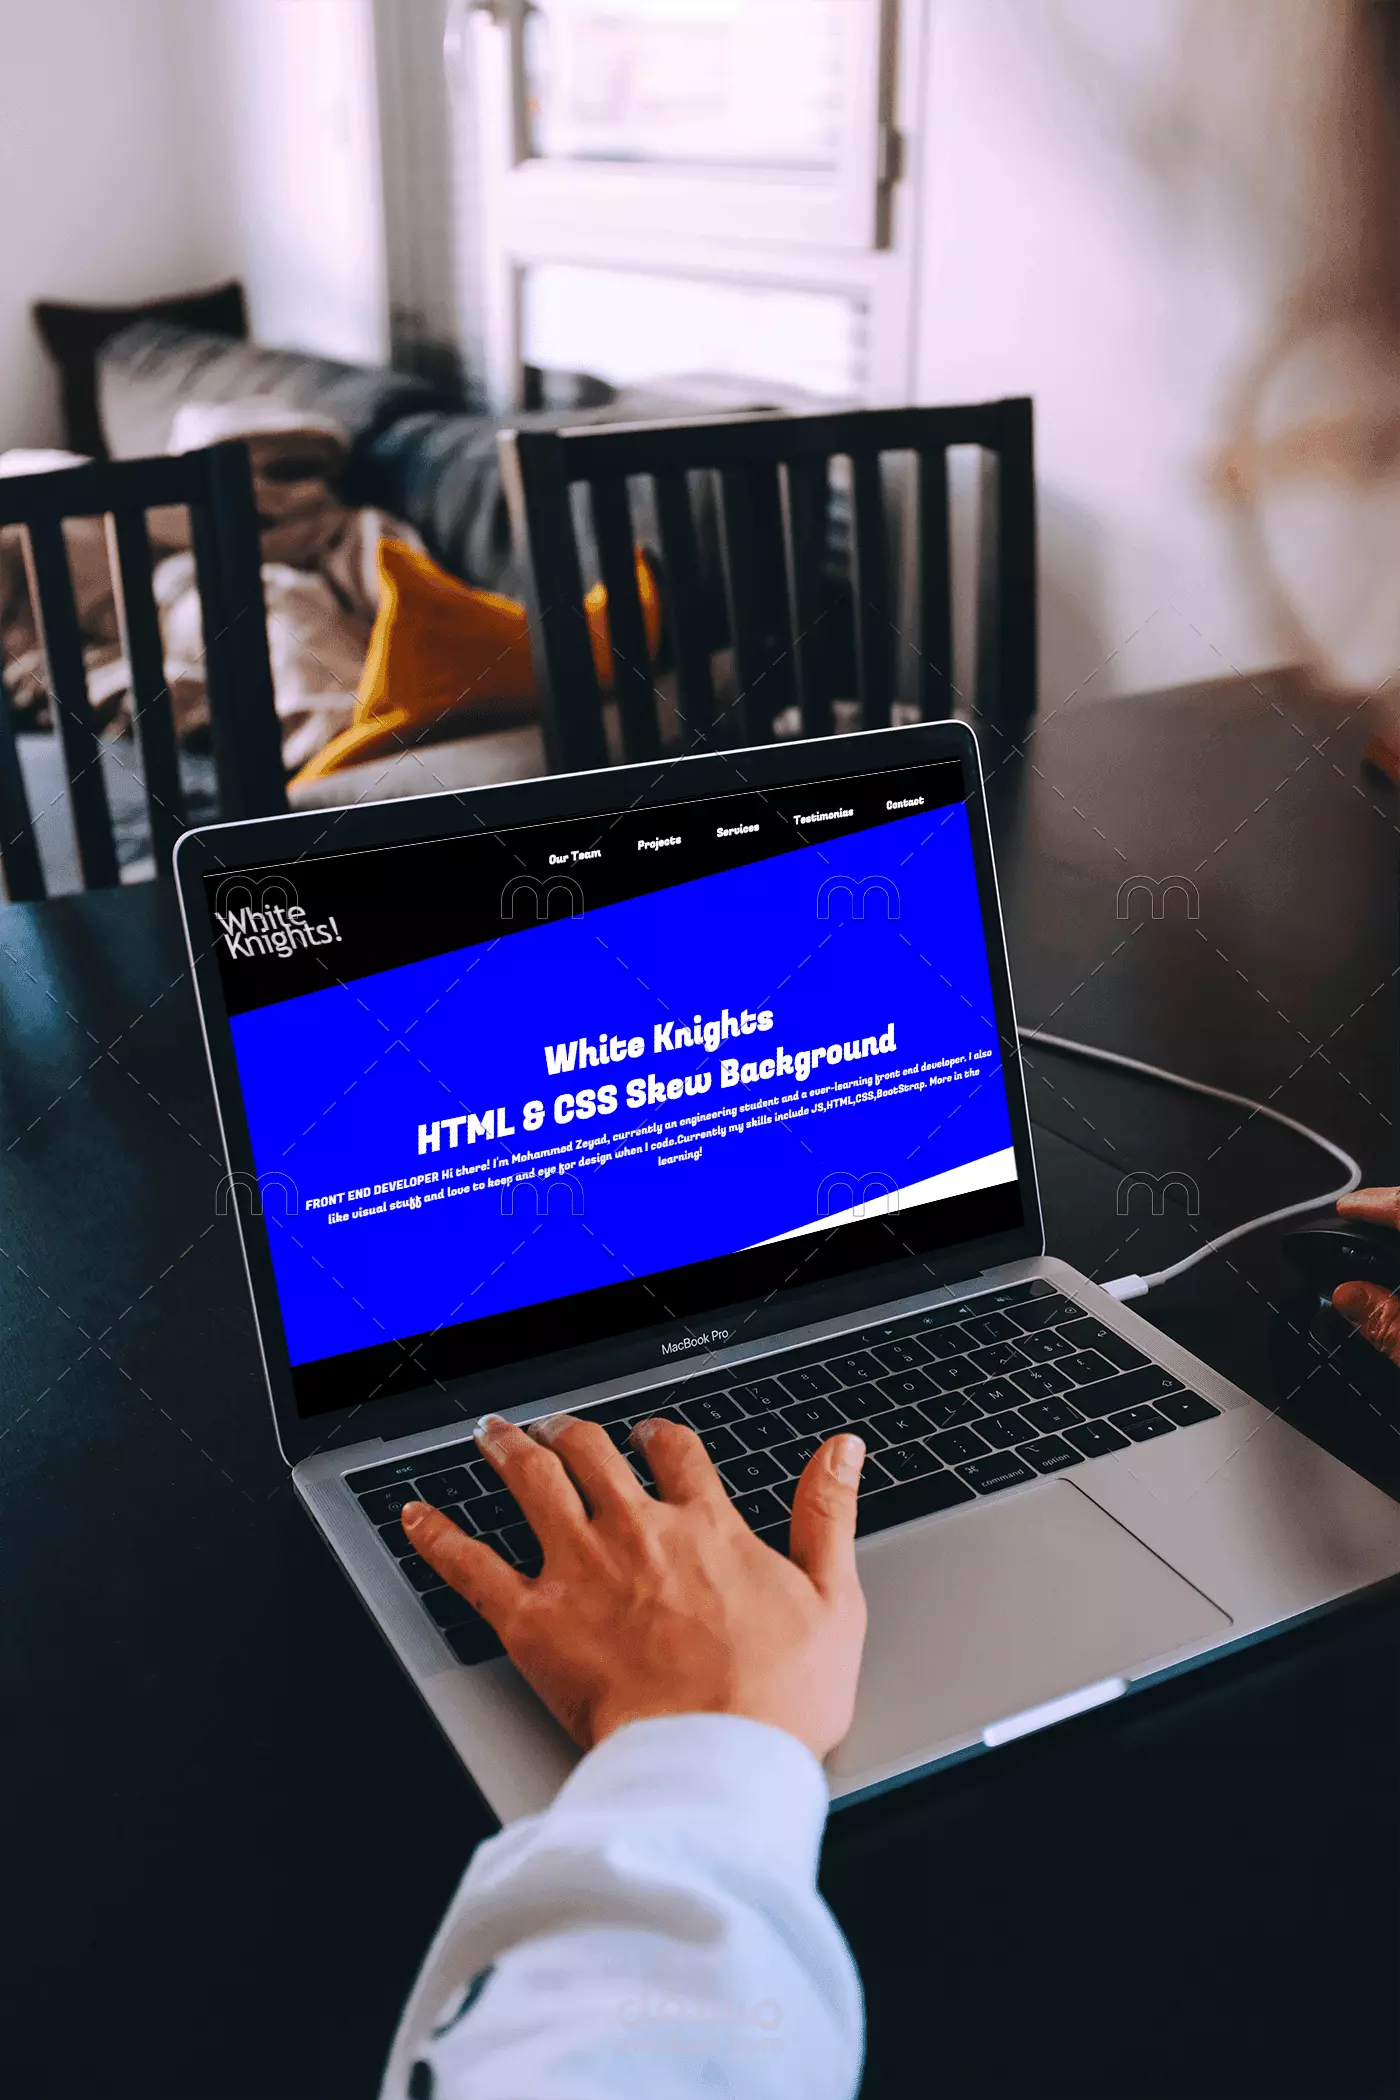 Our Team Projects Services Testimonias Contact
White
Knights!
White Knights
HTML & CSS Skew Background
FRONT END DEVELOPER Hi there! I'm Mohammed Zeyad, currently an engineering student and a ever-learning front end developer. I also
like visual stuff and love to keep and eye for design when I code.Currently my skills include JS,HTML,CSS,BootStrap. More in the
learning!
MacBook Pro
esc
T Y U I O P
G H K L M
V
command option
مستقل